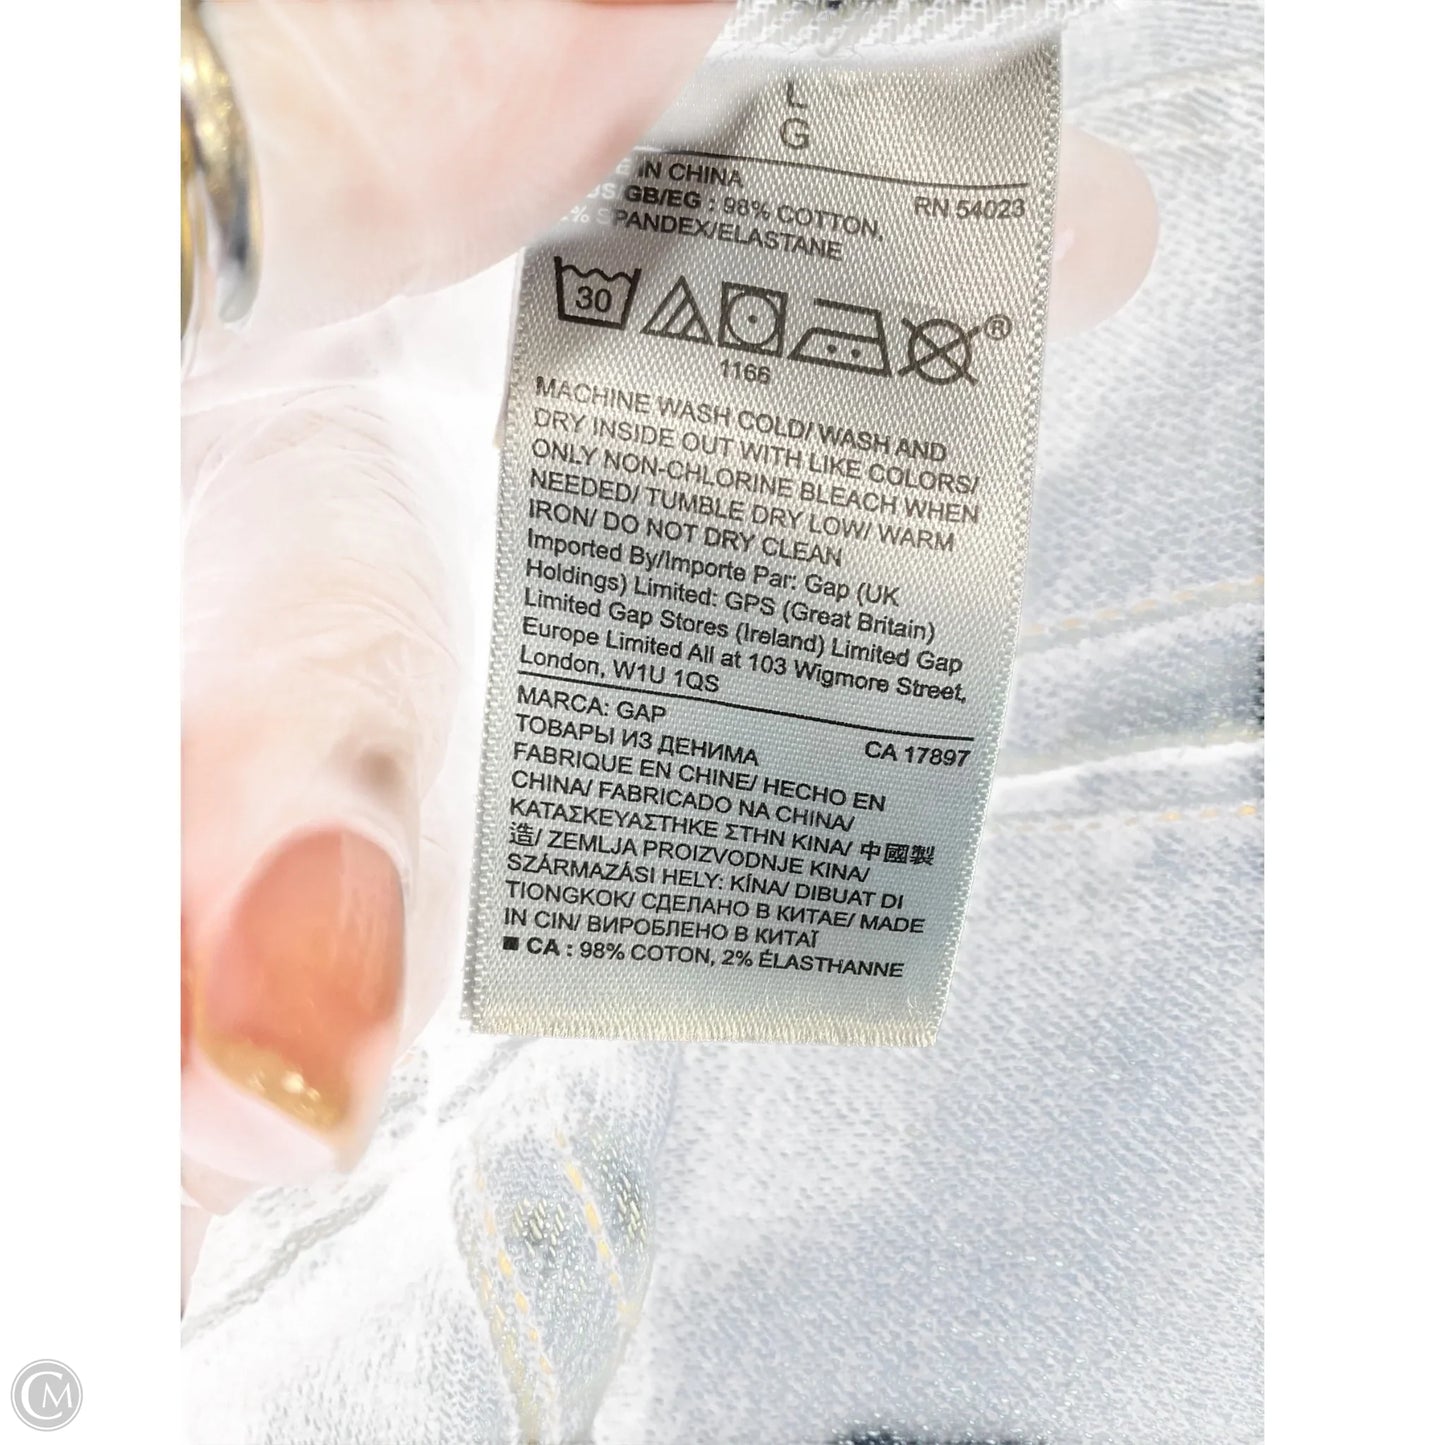 L
G
IN CHINA
RN 54023
GB/EG : 98% COTTON,
SPANDEX/ELASTANE
30
®
1166
MACHINE WASH COLD/ WASH AND
DRY INSIDE OUT WITH LIKE COLORS/
ONLY NON-CHLORINE BLEACH WHEN
NEEDED/ TUMBLE DRY LOW/ WARM
IRON/ DO NOT DRY CLEAN
Imported By/Importe Par: Gap (UK
Holdings) Limited: GPS (Great Britain)
Limited Gap Stores (Ireland) Limited Gap
Europe Limited All at 103 Wigmore Street,
London, W1U 1QS
MARCA: GAP
CA 17897
ТОВАРЫ ИЗ ДЕНИМА
FABRIQUE EN CHINE/ HECHO EN
CHINA/ FABRICADO NA CHINA/
ΚΑΤΑΣΚΕΥΑΣΤΗΚΕ ΣΤΗΝ ΚΙΝΑ/ 中國製
造/ ZEMLJA PROIZVODNJE KINA/
SZÁRMAZÁSI HELY: KÍNA/ DIBUAT DI
TIONGKOK/ СДЕЛАНО В КИТАЕ/ MADE
IN CIN/ ВИРОБЛЕНО В КИТАЇ
■ CA : 98% COTON, 2% ÉLASTHANNE
CM